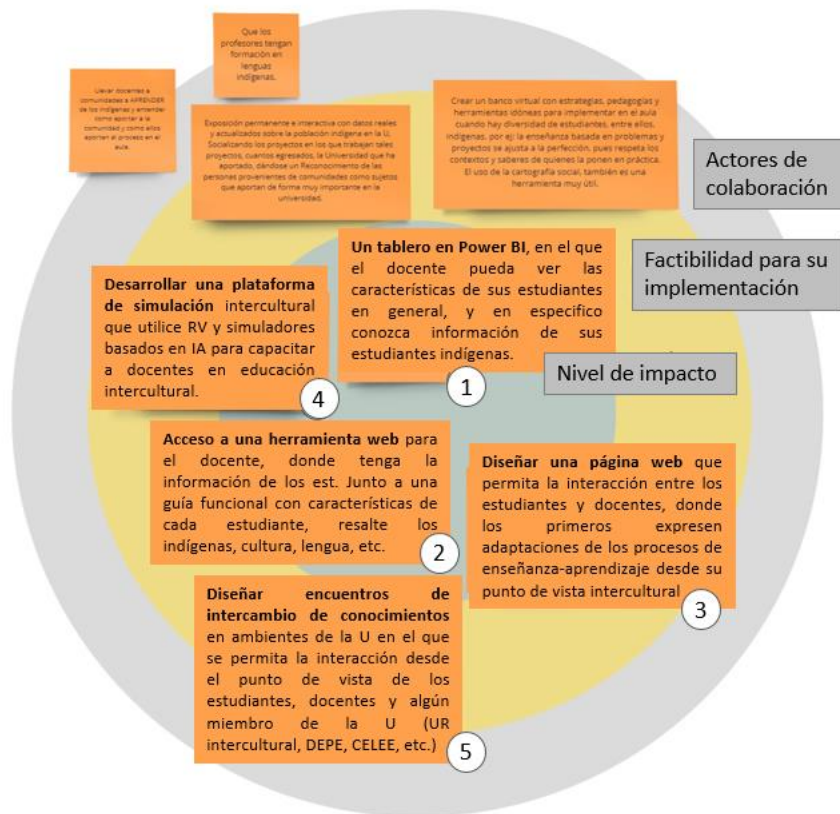 Que los
profesores tengan
formación en
lenguas
indígenas.
Llevar docentes a
comunidades a APRENDER
de los indígenas y entender
como aportar a la
comunidad y como ellos
aportan al proceso en el
aula.
Exposición permanente e interactiva con datos reales
y actualizados sobre la población indígena en la U,
Socializando los proyectos en los que trabajan tales
proyectos, cuantos egresados, la Universidad que ha
aportado, dándose un Reconocimiento de las
personas provenientes de comunidades como sujetos
que aportan de forma muy importante en la
universidad.
Crear un banco virtual con estrategias, pedagogías y
herramientas idóneas para implementar en el aula
cuando hay diversidad de estudiantes, entre ellos,
indígenas, por ej: la enseñanza basada en problemas y
proyectos se ajusta a la perfección, pues respeta los
contextos y saberes de quienes la ponen en práctica.
El uso de la cartografía social, también es una
herramienta muy útil.
Actores de
colaboración
Factibilidad para su
implementación
Nivel de impacto
Un tablero en Power BI, en el que
el docente pueda ver las
características de sus estudiantes
en general, y en especifico
conozca información de sus
estudiantes indígenas.
1
Desarrollar una plataforma
de simulación intercultural
que utilice RV y simuladores
basados en IA para capacitar
a docentes en educación
intercultural.
4
Acceso a una herramienta web para
el docente, donde tenga la
información de los est. Junto a una
guía funcional con características de
cada estudiante, resalte los
indígenas, cultura, lengua, etc.
2
Diseñar una página web que
permita la interacción entre los
estudiantes y docentes, donde
los primeros expresen
adaptaciones de los procesos de
enseñanza-aprendizaje desde su
punto de vista intercultural
3
Diseñar encuentros de
intercambio de conocimientos
en ambientes de la U en el que
se permita la interacción desde
el punto de vista de los
estudiantes, docentes y algún
miembro de la U (UR
intercultural, DEPE, CELEE, etc.)
5